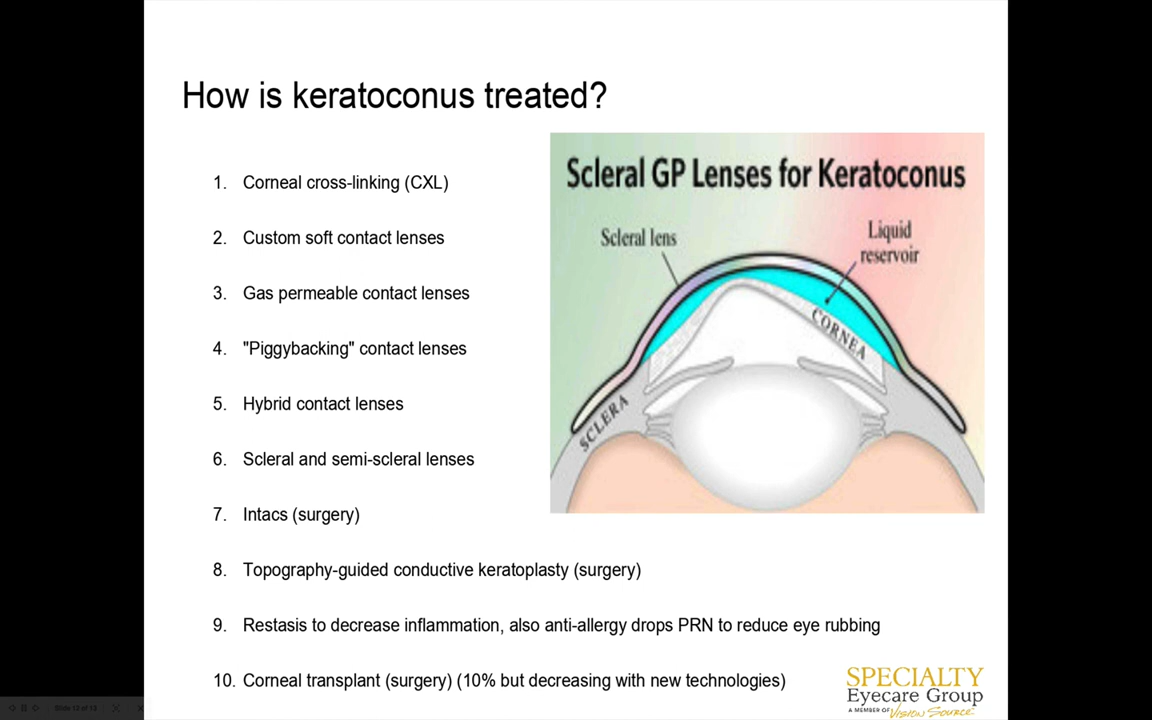 How is keratoconus treated?
1. Corneal cross-linking (CXL)
2. Custom soft contact lenses
3. Gas permeable contact lenses
4. "Piggybacking" contact lenses
5. Hybrid contact lenses
6. Scleral and semi-scleral lenses
7. Intacs (surgery)
8. Topography-guided conductive keratoplasty (surgery)
9. Restasis to decrease inflammation, also anti-allergy drops PRN to reduce eye rubbing
10. Corneal transplant (surgery) (10% but decreasing with new technologies)
Scleral GP Lenses for Keratoconus
Scleral lens
Liquid
reservoir
CORNEA
SCLERA
SPECIALTY
Eyecare Group
A MEMBER OF VISION SOURCE